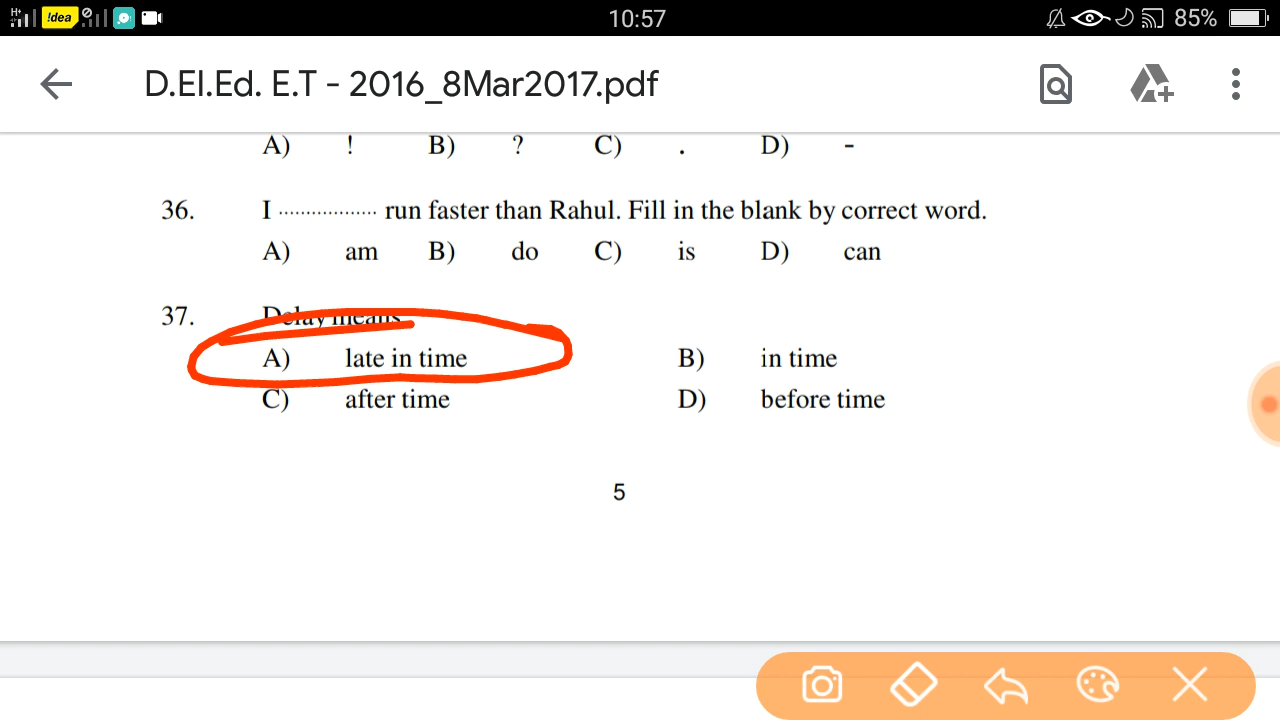 H+ !dea 10:57 85%
D.El.Ed. E.T - 2016_8Mar2017.pdf
A) ! B) ? C) . D) -
36. I .................. run faster than Rahul. Fill in the blank by correct word.
A) am B) do C) is D) can
37. Delay means
A) late in time B) in time
C) after time D) before time
5